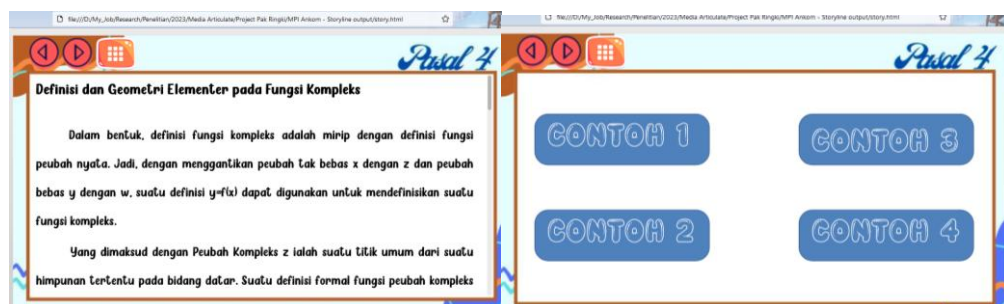 file:///D:/My_Job/Research/Penelitian/2023/Media Articulate/Project Pak Ringki/MPI Ankom - Storyline output/story.html
Pasal 4
Definisi dan Geometri Elementer pada Fungsi Kompleks
Dalam bentuk, definisi fungsi kompleks adalah mirip dengan definisi fungsi
peubah nyata. Jadi, dengan menggantikan peubah tak bebas x dengan z dan peubah
bebas y dengan w, suatu definisi y=f(x) dapat digunakan untuk mendefinisikan suatu
fungsi kompleks.
Yang dimaksud dengan Peubah Kompleks z ialah suatu titik umum dari suatu
himpunan tertentu pada bidang datar. Suatu definisi formal fungsi peubah kompleks
file:///D:/My_Job/Research/Penelitian/2023/Media Articulate/Project Pak Ringki/MPI Ankom - Storyline output/story.html
Pasal 4
CONTOH 1
CONTOH 3
CONTOH 2
CONTOH 4